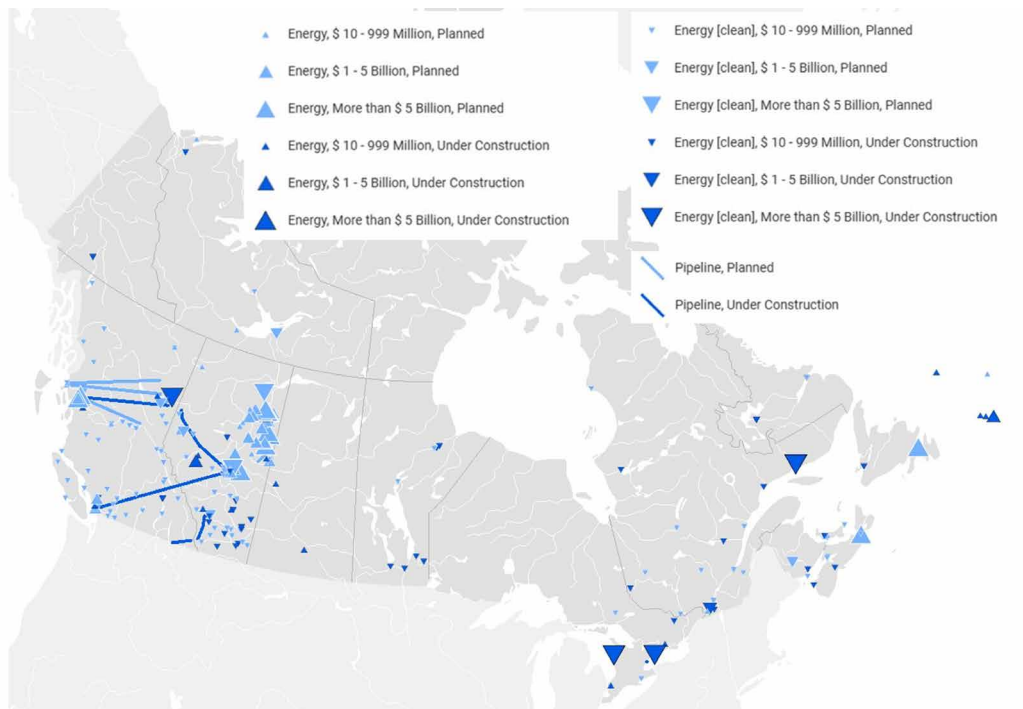 Energy, $ 10 - 999 Million, Planned
Energy, $ 1 - 5 Billion, Planned
Energy, More than $ 5 Billion, Planned
Energy, $ 10 - 999 Million, Under Construction
Energy, $ 1 - 5 Billion, Under Construction
Energy, More than $ 5 Billion, Under Construction
Energy [clean], $ 10 - 999 Million, Planned
Energy [clean], $ 1 - 5 Billion, Planned
Energy [clean], More than $ 5 Billion, Planned
Energy [clean], $ 10 - 999 Million, Under Construction
Energy [clean], $ 1 - 5 Billion, Under Construction
Energy [clean], More than $ 5 Billion, Under Construction
Pipeline, Planned
Pipeline, Under Construction